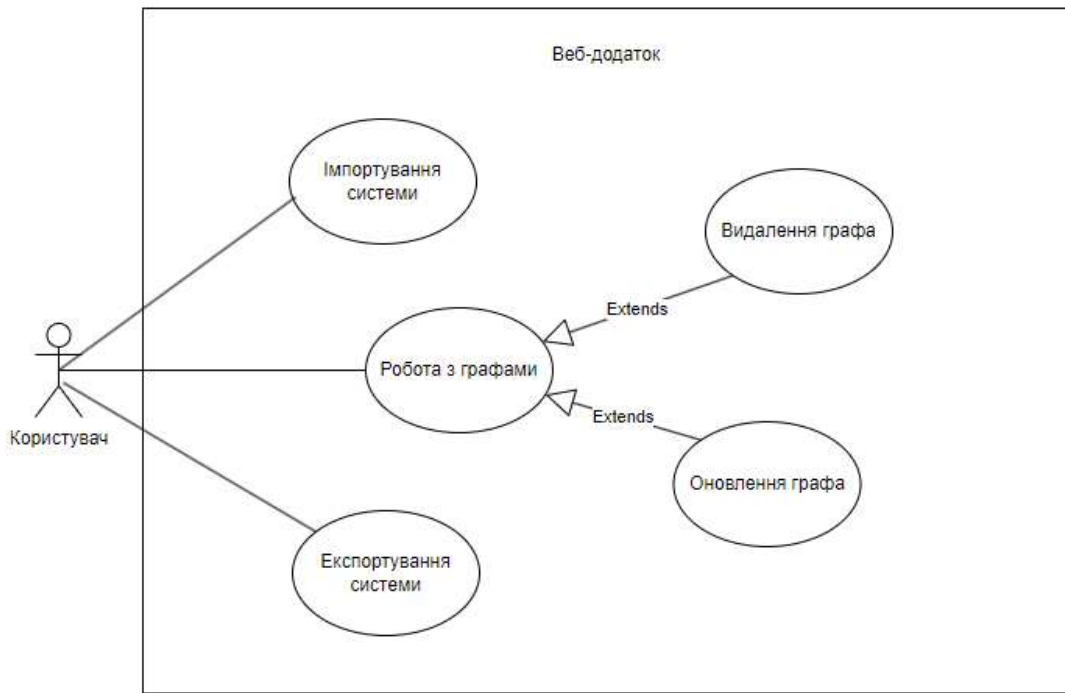 Веб-додаток
Імпортування
системи
Видалення графа
Extends
Робота з графами
Extends
Користувач
Оновлення графа
Експортування
системи